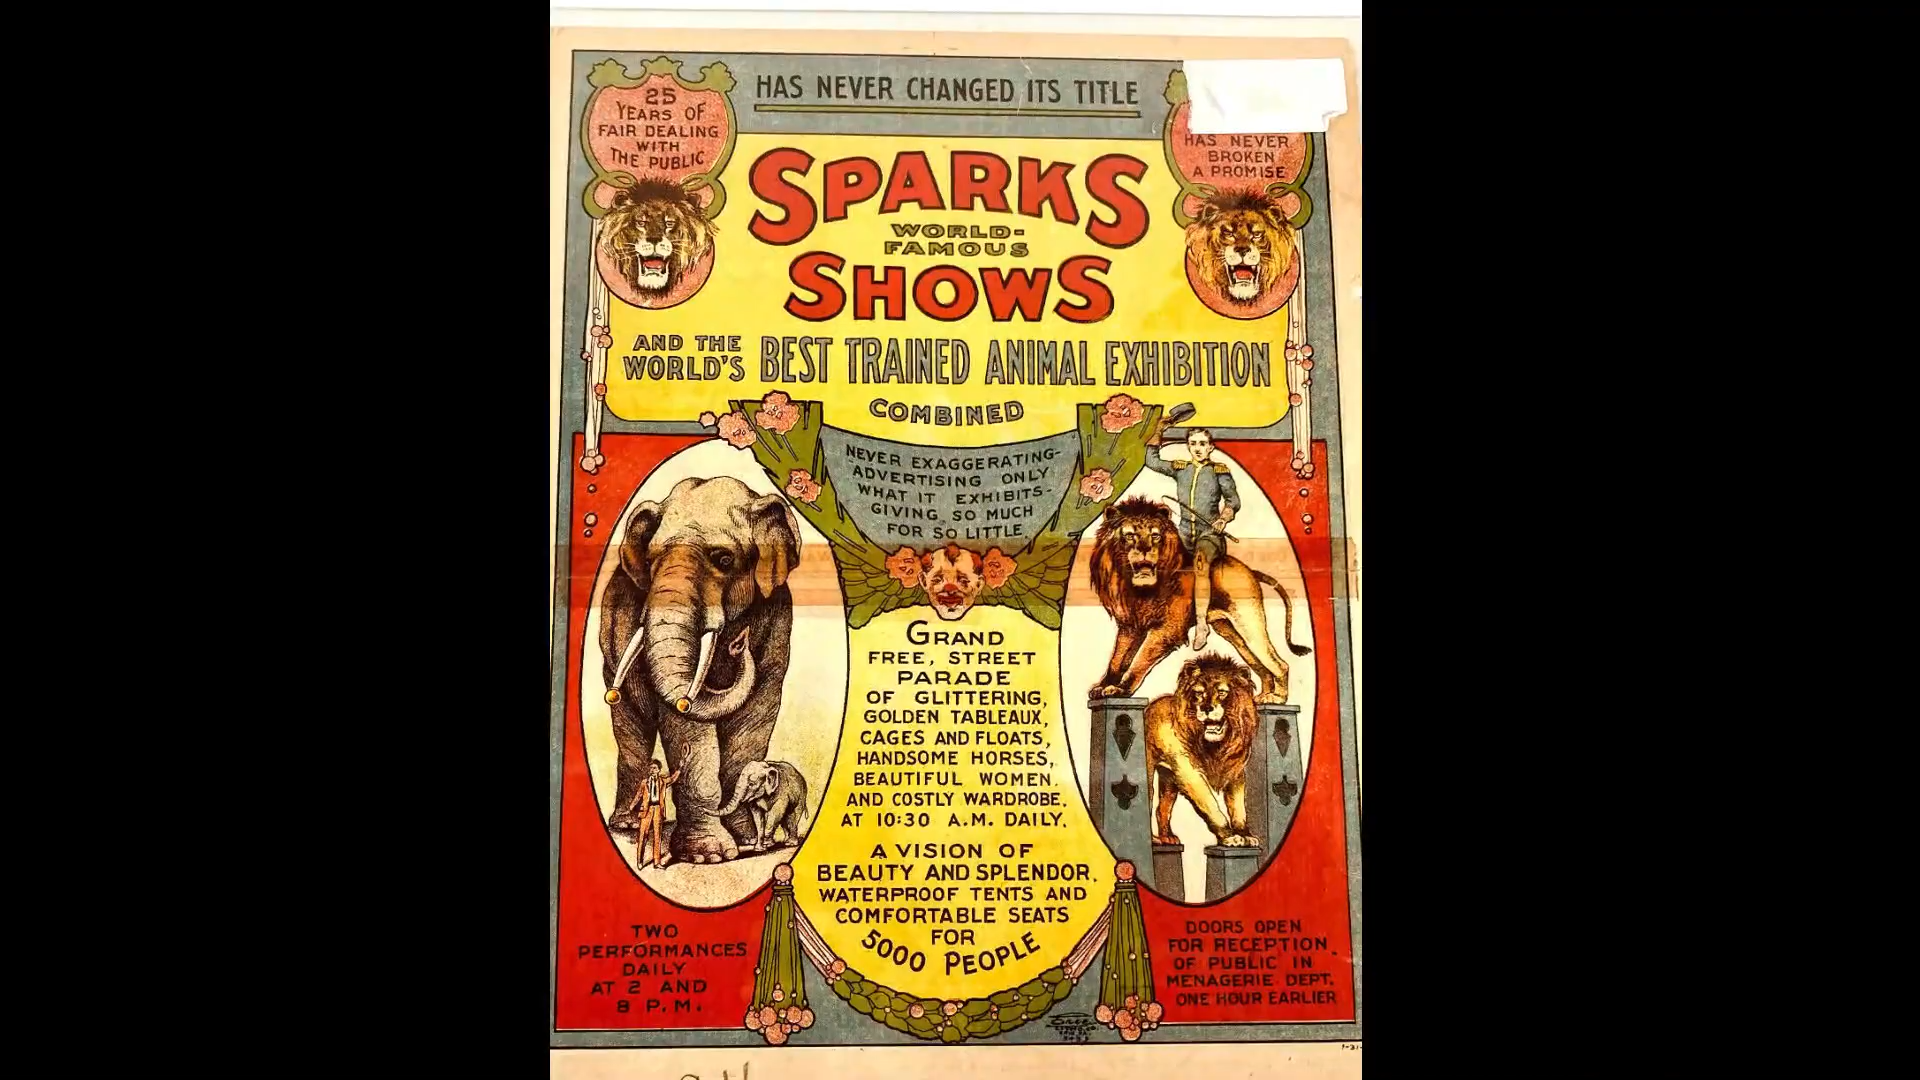 HAS NEVER CHANGED ITS TITLE
25
YEARS OF
FAIR DEALING
WITH
THE PUBLIC
HAS NEVER
BROKEN
A PROMISE
SPARKS
WORLD-
FAMOUS
SHOWS
AND THE
WORLD'S BEST TRAINED ANIMAL EXHIBITION
COMBINED
NEVER EXAGGERATING-
ADVERTISING ONLY
WHAT IT EXHIBITS-
GIVING SO MUCH
FOR SO LITTLE.
GRAND
FREE, STREET
PARADE
OF GLITTERING,
GOLDEN TABLEAUX,
CAGES AND FLOATS,
HANDSOME HORSES,
BEAUTIFUL WOMEN.
AND COSTLY WARDROBE.
AT 10:30 A.M. DAILY.
A VISION OF
BEAUTY AND SPLENDOR.
WATERPROOF TENTS AND
COMFORTABLE SEATS
FOR
5000 PEOPLE
TWO
PERFORMANCES
DAILY
AT 2 AND
8 P.M.
DOORS OPEN
FOR RECEPTION
OF PUBLIC IN
MENAGERIE DEPT.
ONE HOUR EARLIER